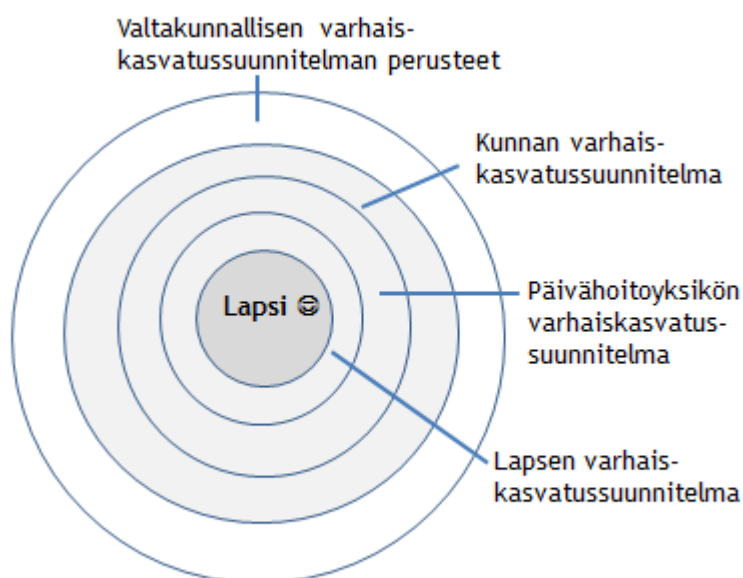 Valtakunnallisen varhais-
kasvatussuunnitelman perusteet
Kunnan varhais-
kasvatussuunnitelma
Lapsi 😊
Päivähoitoyksikön
varhaiskasvatus-
suunnitelma
Lapsen varhais-
kasvatussuunnitelma